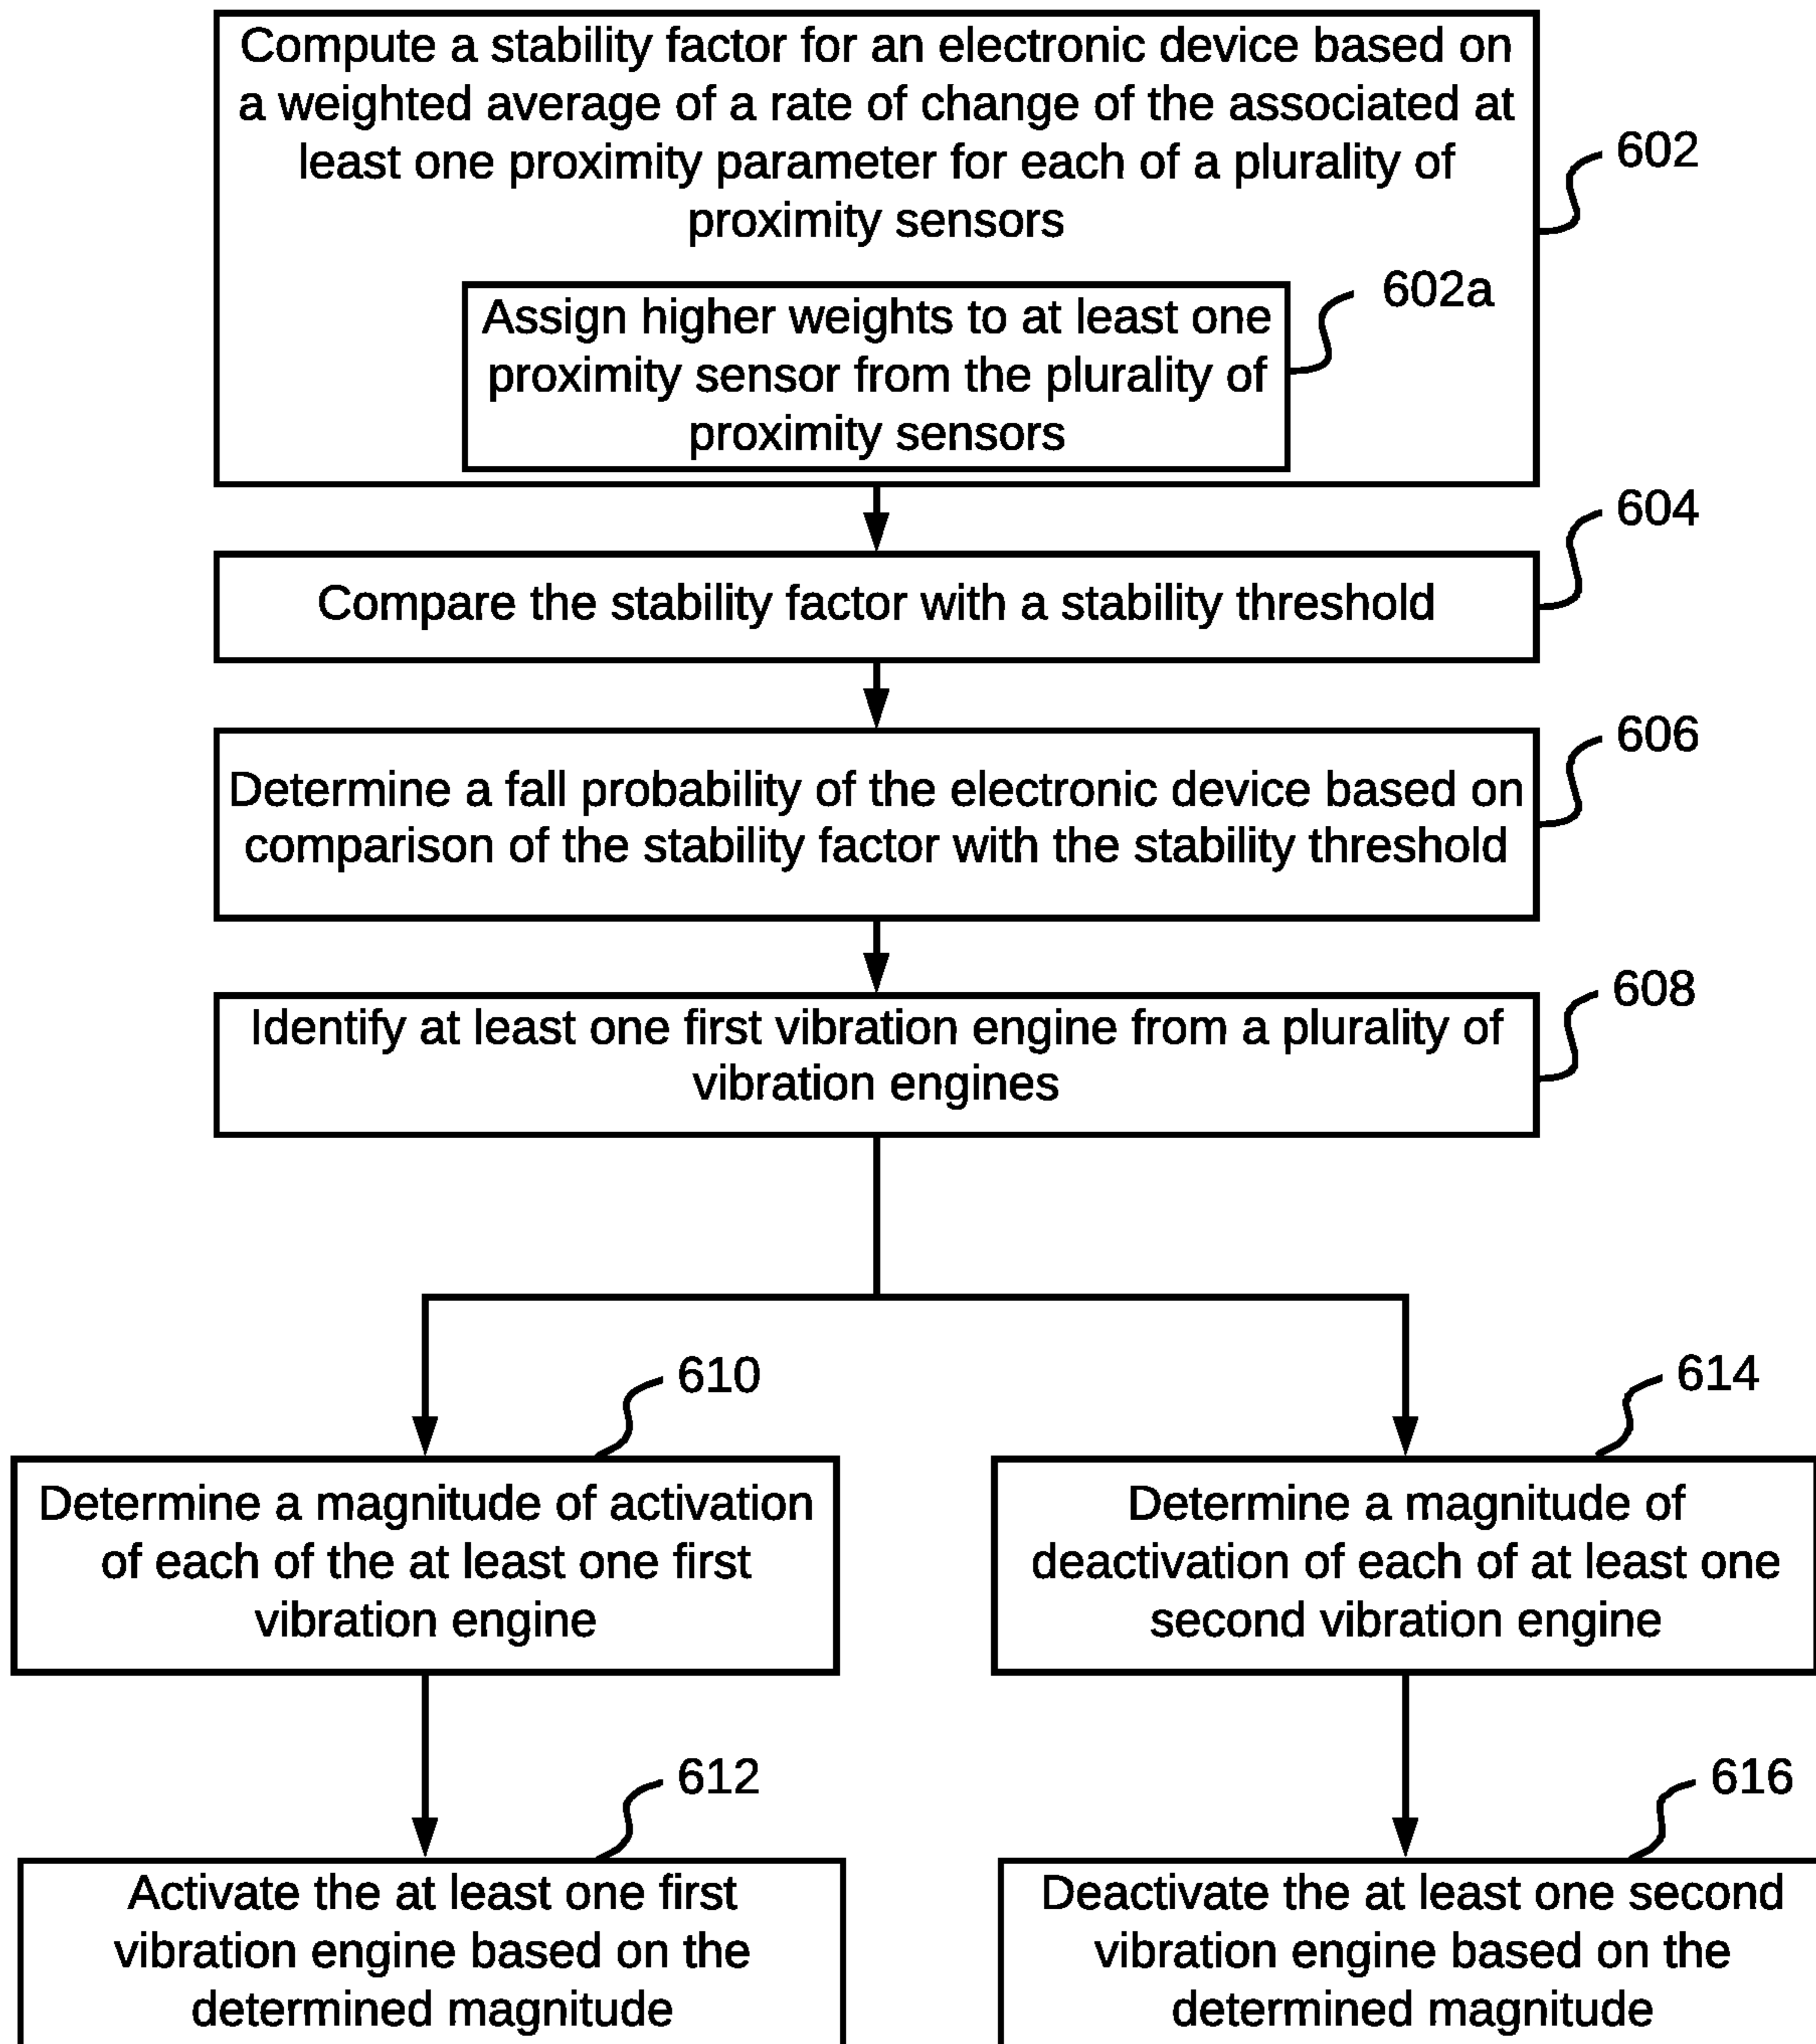 Compute a stability factor for an electronic device based on
a weighted average of a rate of change of the associated at
least one proximity parameter for each of a plurality of
proximity sensors
602
602a
Assign higher weights to at least one
proximity sensor from the plurality of
proximity sensors
604
Compare the stability factor with a stability threshold
606
Determine a fall probability of the electronic device based on
comparison of the stability factor with the stability threshold
608
Identify at least one first vibration engine from a plurality of
vibration engines
610
Determine a magnitude of activation
of each of the at least one first
vibration engine
614
Determine a magnitude of
deactivation of each of at least one
second vibration engine
612
Activate the at least one first
vibration engine based on the
determined magnitude
616
Deactivate the at least one second
vibration engine based on the
determined magnitude